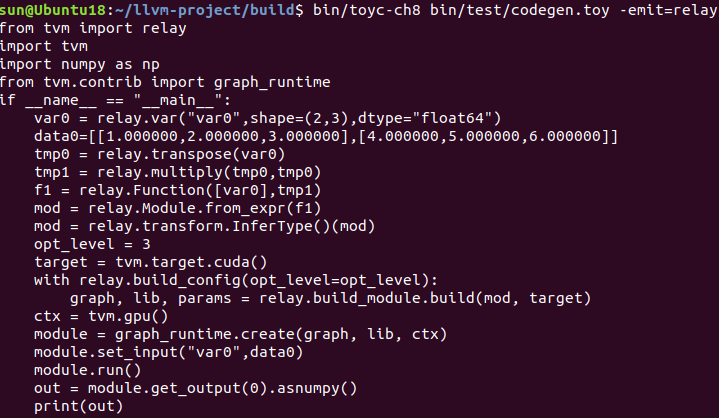 sun@Ubuntu18:~/llvm-project/build$ bin/toyc-ch8 bin/test/codegen.toy -emit=relay
from tvm import relay
import tvm
import numpy as np
from tvm.contrib import graph_runtime
if __name__ == "__main__":
    var0 = relay.var("var0",shape=(2,3),dtype="float64")
    data0=[[1.000000,2.000000,3.000000],[4.000000,5.000000,6.000000]]
    tmp0 = relay.transpose(var0)
    tmp1 = relay.multiply(tmp0,tmp0)
    f1 = relay.Function([var0],tmp1)
    mod = relay.Module.from_expr(f1)
    mod = relay.transform.InferType()(mod)
    opt_level = 3
    target = tvm.target.cuda()
    with relay.build_config(opt_level=opt_level):
        graph, lib, params = relay.build_module.build(mod, target)
    ctx = tvm.gpu()
    module = graph_runtime.create(graph, lib, ctx)
    module.set_input("var0",data0)
    module.run()
    out = module.get_output(0).asnumpy()
    print(out)